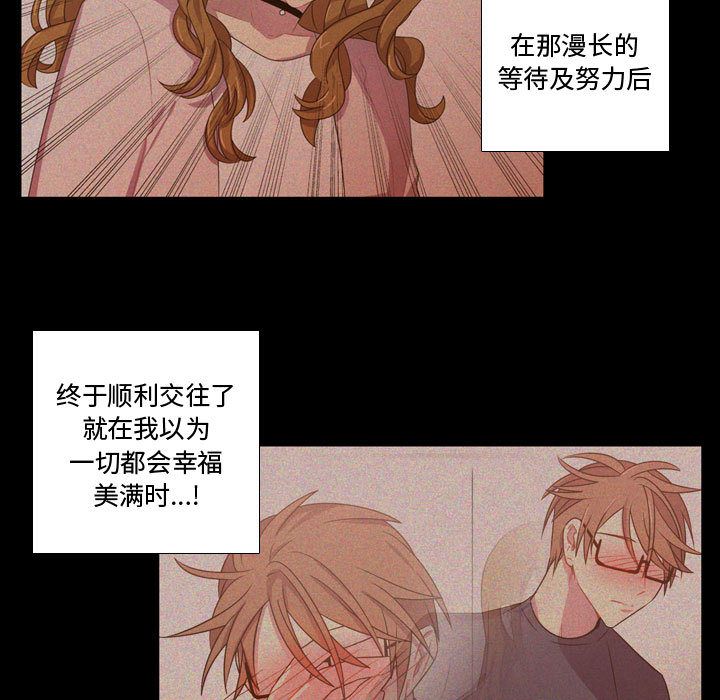 在那漫长的
等待及努力后
终于顺利交往了
就在我以为
一切都会幸福
美满时...!